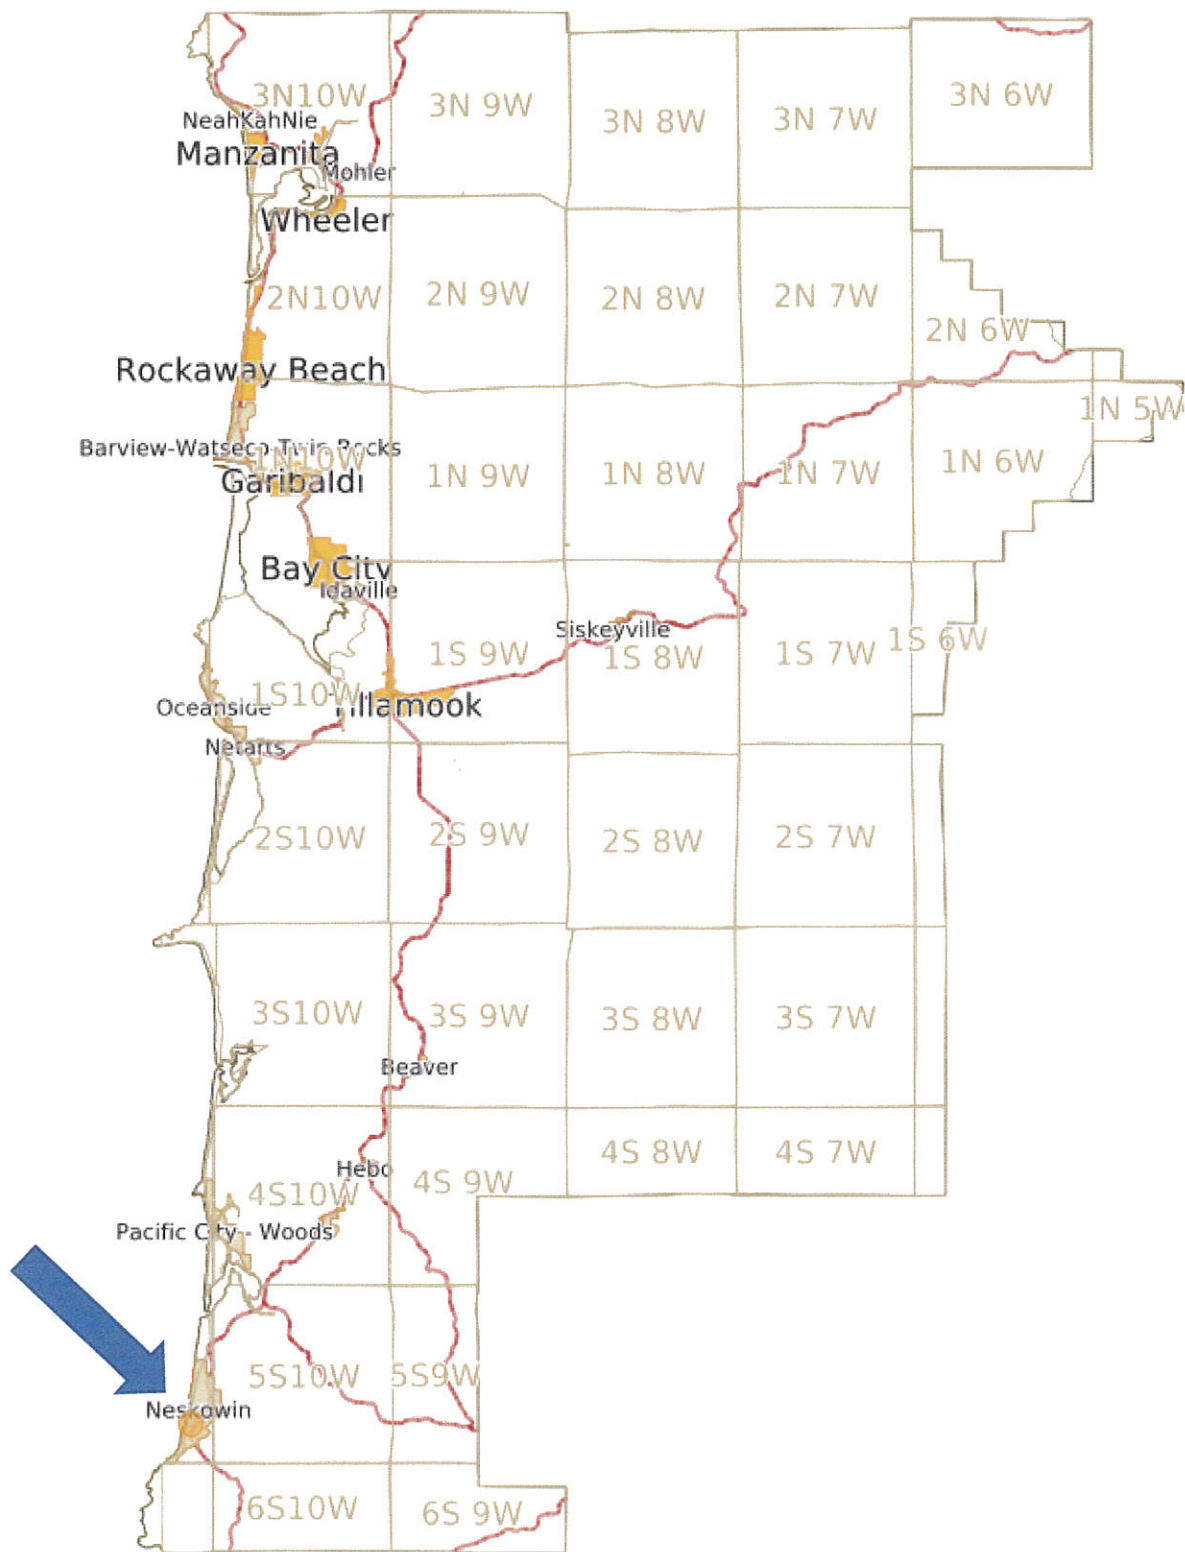 3N10W
3N 9W
3N 8W
3N 7W
3N 6W
NeahKahNie
Manzanita
Mohler
Wheeler
2N10W
2N 9W
2N 8W
2N 7W
2N 6W
Rockaway Beach
1N 5W
Barview-Watseco-Twin Rocks
1N10W
1N 9W
1N 8W
1N 7W
1N 6W
Garibaldi
Bay City
Idaville
Siskeyville
1S 9W
1S 8W
1S 7W
1S 6W
1S10W
Oceanside
Tillamook
Netarts
2S10W
2S 9W
2S 8W
2S 7W
3S10W
3S 9W
3S 8W
3S 7W
Beaver
4S 8W
4S 7W
Hebo
4S10W
4S 9W
Pacific City - Woods
5S10W
5S9W
Neskowin
6S10W
6S 9W